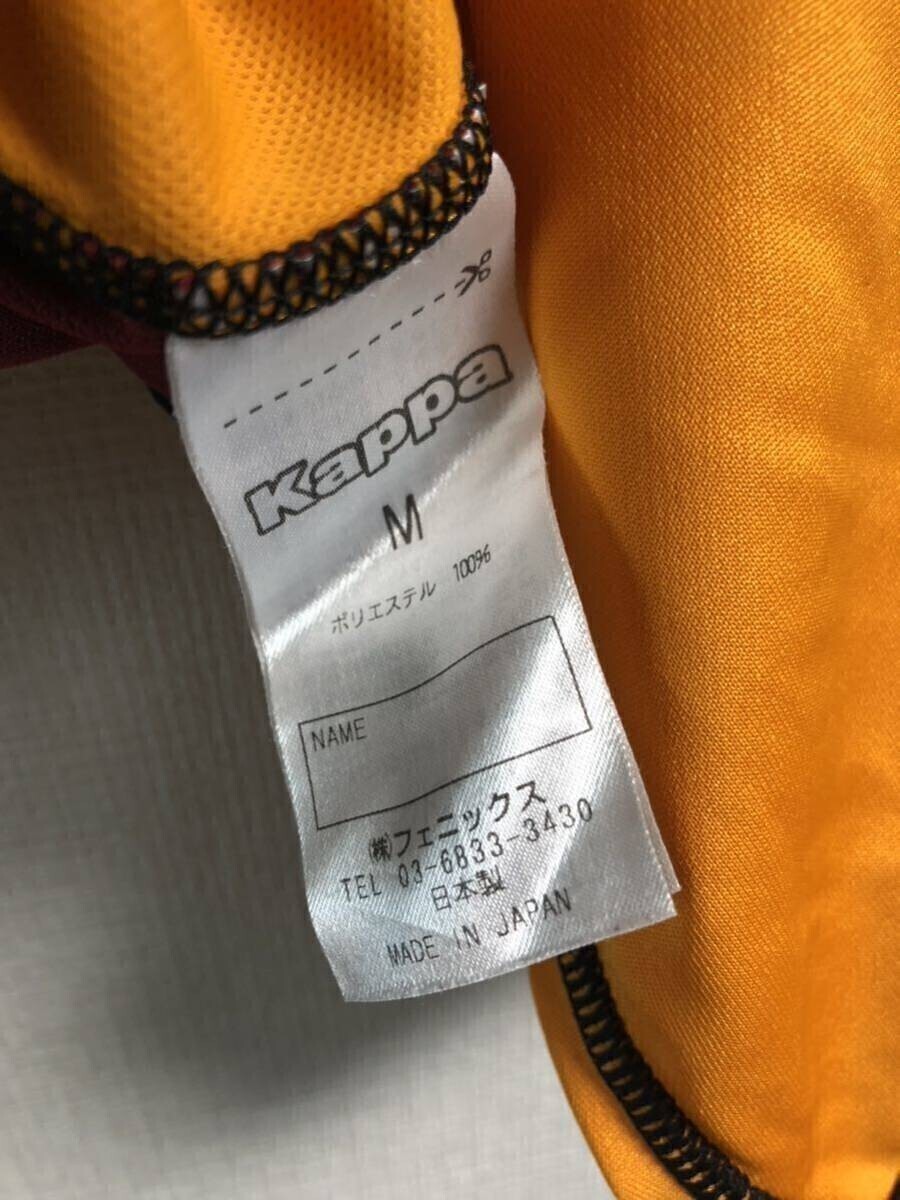 Kappa
M
ポリエステル 100%
NAME
㈱フェニックス
TEL 03-6833-3430
日本製
MADE IN JAPAN